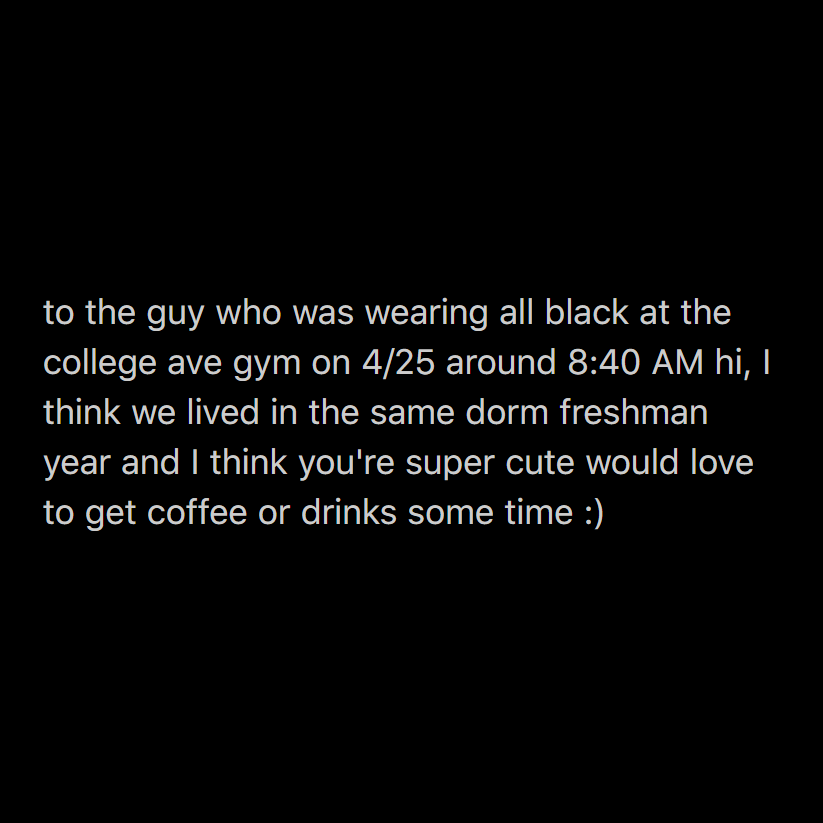 to the guy who was wearing all black at the
college ave gym on 4/25 around 8:40 AM hi, I
think we lived in the same dorm freshman
year and I think you're super cute would love
to get coffee or drinks some time :)